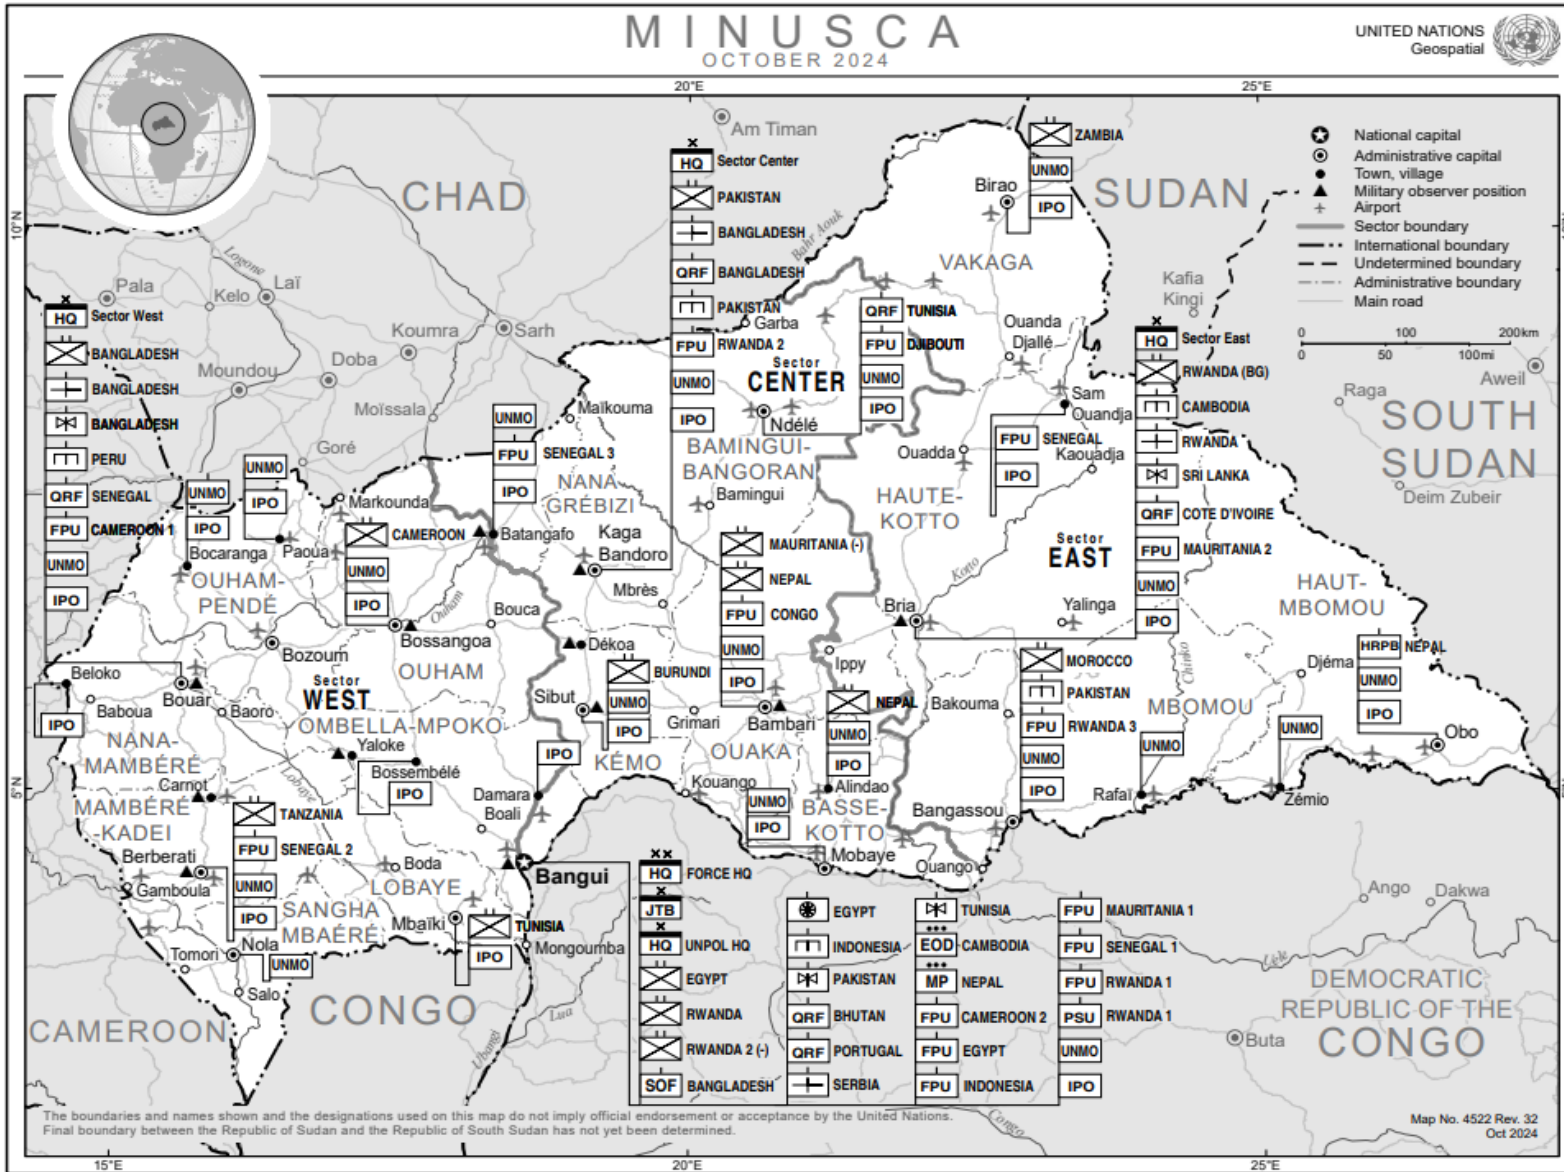 MINUSCA
OCTOBER 2024
UNITED NATIONS
Geospatial
20°E
25°E
10°N
5°N
15°E
20°E
25°E
National capital
Administrative capital
Town, village
Military observer position
Airport
Sector boundary
International boundary
Undetermined boundary
Administrative boundary
Main road
0 100 200km
0 50 100mi
CHAD
SUDAN
SOUTH
SUDAN
DEMOCRATIC
REPUBLIC OF THE
CONGO
CONGO
CAMEROON
Am Timan
Pala
Kelo
Laï
Logone
Koumra
Sarh
Doba
Moundou
Moïssala
Goré
Bahr Aouk
Kafia
Kingi
Raga
Aweil
Deim Zubeir
Ango
Dakwa
Buta
Uele
Congo
Lua
Ubangi
HQ Sector West
BANGLADESH
BANGLADESH
BANGLADESH
PERU
QRF SENEGAL
FPU CAMEROON 1
UNMO
IPO
UNMO
IPO
Bocaranga
UNMO
IPO
Paoua
Markounda
OUHAM-
PENDÉ
CAMEROON
UNMO
IPO
Bossangoa
Ouham
Bozoum
OUHAM
Bouca
UNMO
FPU SENEGAL 3
IPO
Batangafo
Maïkouma
NANA-
GRÉBIZI
Kaga
Bandoro
Mbrès
Dékoa
HQ Sector Center
PAKISTAN
BANGLADESH
QRF BANGLADESH
PAKISTAN
FPU RWANDA 2
UNMO
IPO
Garba
Sector
CENTER
Ndélé
BAMINGUI-
BANGORAN
Bamingui
QRF TUNISIA
FPU DJIBOUTI
UNMO
IPO
ZAMBIA
UNMO
IPO
Birao
VAKAGA
Ouanda
Djallé
Sam
Ouandja
FPU SENEGAL
IPO
Kaouadja
Ouadda
HAUTE-
KOTTO
Kotto
Sector
EAST
HQ Sector East
RWANDA (BG)
CAMBODIA
RWANDA
SRI LANKA
QRF COTE D'IVOIRE
FPU MAURITANIA 2
UNMO
IPO
Bria
Yalinga
HAUT-
MBOMOU
HRPB NEPAL
UNMO
IPO
Obo
Djéma
Chinko
MBOMOU
UNMO
Zémio
UNMO
Rafaï
MOROCCO
PAKISTAN
FPU RWANDA 3
UNMO
IPO
Bakouma
Bangassou
Ouango
MAURITANIA (-)
NEPAL
FPU CONGO
UNMO
IPO
Bambari
Ippy
Grimari
OUAKA
NEPAL
UNMO
IPO
Alindao
BASSE-
KOTTO
Kouango
UNMO
IPO
Mobaye
BURUNDI
UNMO
IPO
Sibut
KÉMO
IPO
Damara
Boali
Beloko
IPO
Baboua
Bouar
Baoro
Sector
WEST
OMBELLA-MPOKO
Yaloke
Bossembélé
IPO
NANA-
MAMBÉRÉ
Carnot
Lobaye
MAMBÉRÉ
-KADEI
TANZANIA
FPU SENEGAL 2
UNMO
IPO
Berberati
Gamboula
Boda
LOBAYE
SANGHA
MBAÉRÉ
Mbaïki
TUNISIA
IPO
Mongoumba
Nola
UNMO
Tomori
Salo
Bangui
HQ FORCE HQ
JTB
HQ UNPOL HQ
EGYPT
RWANDA
RWANDA 2 (-)
SOF BANGLADESH
EGYPT
INDONESIA
PAKISTAN
QRF BHUTAN
QRF PORTUGAL
SERBIA
TUNISIA
EOD CAMBODIA
MP NEPAL
FPU CAMEROON 2
FPU EGYPT
FPU INDONESIA
FPU MAURITANIA 1
FPU SENEGAL 1
FPU RWANDA 1
PSU RWANDA 1
UNMO
IPO
The boundaries and names shown and the designations used on this map do not imply official endorsement or acceptance by the United Nations.
Final boundary between the Republic of Sudan and the Republic of South Sudan has not yet been determined.
Map No. 4522 Rev. 32
Oct 2024